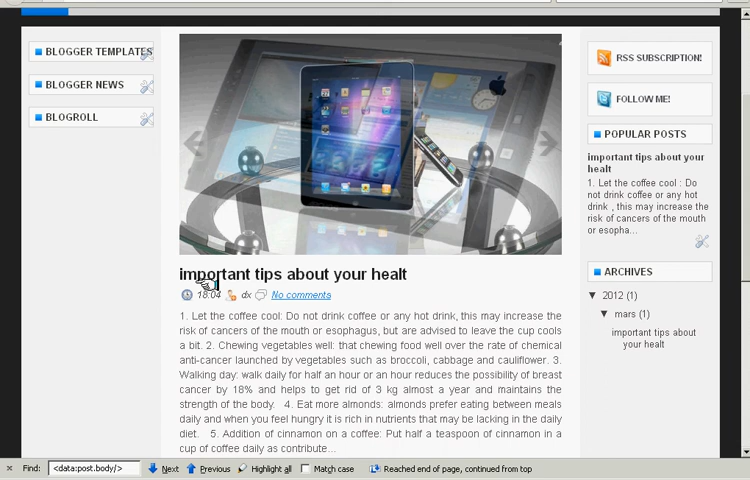 BLOGGER TEMPLATES
BLOGGER NEWS
BLOGROLL
important tips about your healt
18:04 dx No comments
1. Let the coffee cool: Do not drink coffee or any hot drink, this may increase the
risk of cancers of the mouth or esophagus, but are advised to leave the cup cools
a bit. 2. Chewing vegetables well: that chewing food well over the rate of chemical
anti-cancer launched by vegetables such as broccoli, cabbage and cauliflower. 3.
Walking day: walk daily for half an hour or an hour reduces the possibility of breast
cancer by 18% and helps to get rid of 3 kg almost a year and maintains the
strength of the body. 4. Eat more almonds: almonds prefer eating between meals
daily and when you feel hungry it is rich in nutrients that may be lacking in the daily
diet. 5. Addition of cinnamon on a coffee: Put half a teaspoon of cinnamon in a
cup of coffee daily as contribute...
RSS SUBSCRIPTION!
FOLLOW ME!
POPULAR POSTS
important tips about your
healt
1. Let the coffee cool : Do
not drink coffee or any hot
drink , this may increase the
risk of cancers of the mouth
or esopha...
ARCHIVES
▼ 2012 (1)
▼ mars (1)
important tips about
your healt
× Find: <data:post.body/> Next Previous Highlight all Match case Reached end of page, continued from top